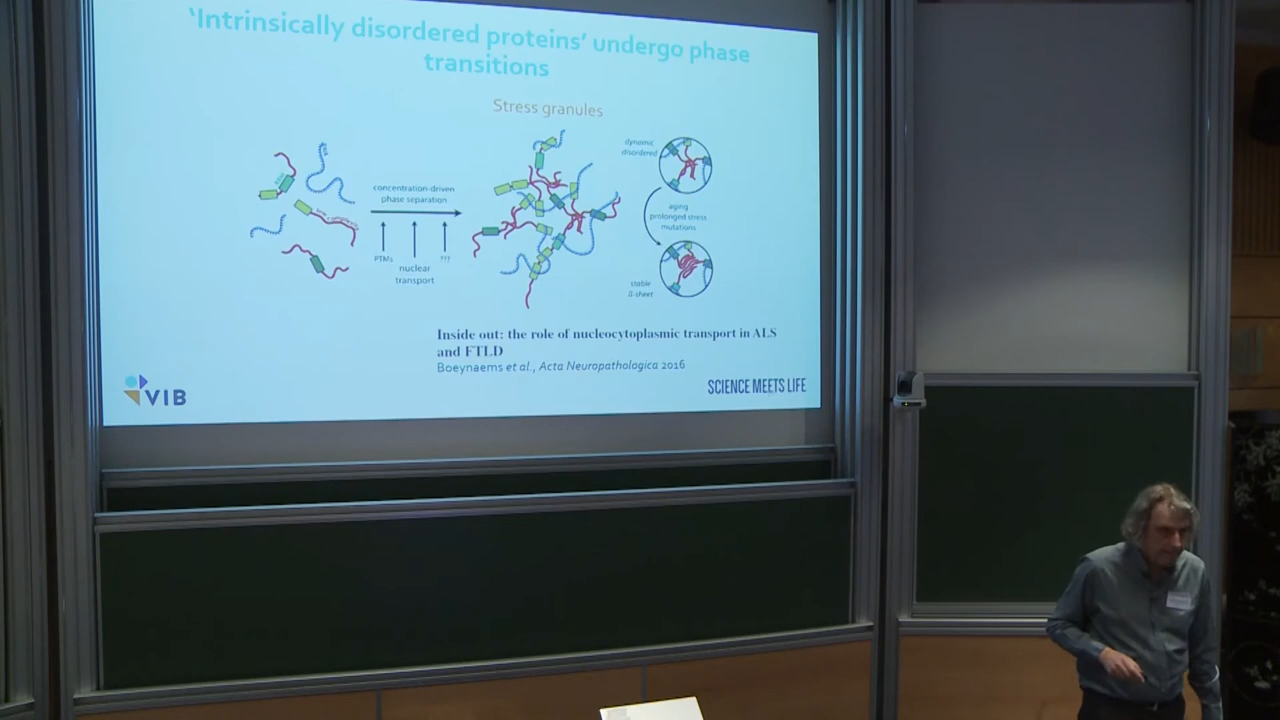 'Intrinsically disordered proteins' undergo phase
transitions
Stress granules
dynamic
disordered
concentration-driven
phase separation
aging
prolonged stress
mutations
PTMs
???
nuclear
transport
stable
ß-sheet
Inside out: the role of nucleocytoplasmic transport in ALS
and FTLD
Boeynaems et al., Acta Neuropathologica 2016
VIB
SCIENCE MEETS LIFE